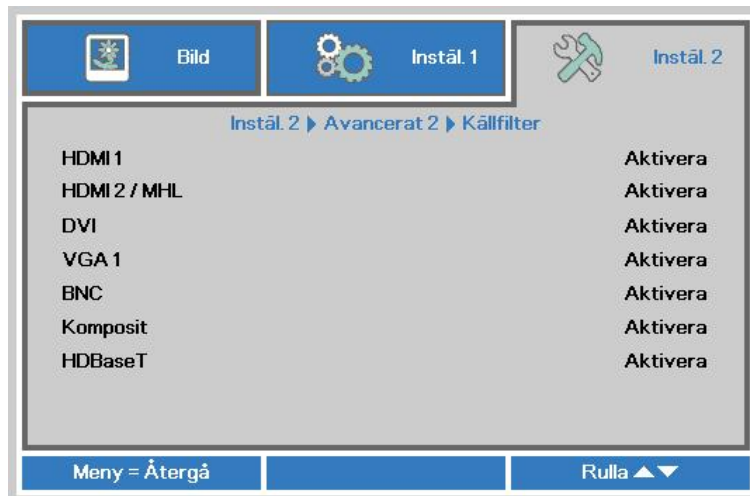 Bild Instäl. 1 Instäl. 2
Instäl. 2 ▶ Avancerat 2 ▶ Källfilter
HDMI 1 Aktivera
HDMI 2 / MHL Aktivera
DVI Aktivera
VGA 1 Aktivera
BNC Aktivera
Komposit Aktivera
HDBaseT Aktivera
Meny = Återgå Rulla ▲▼